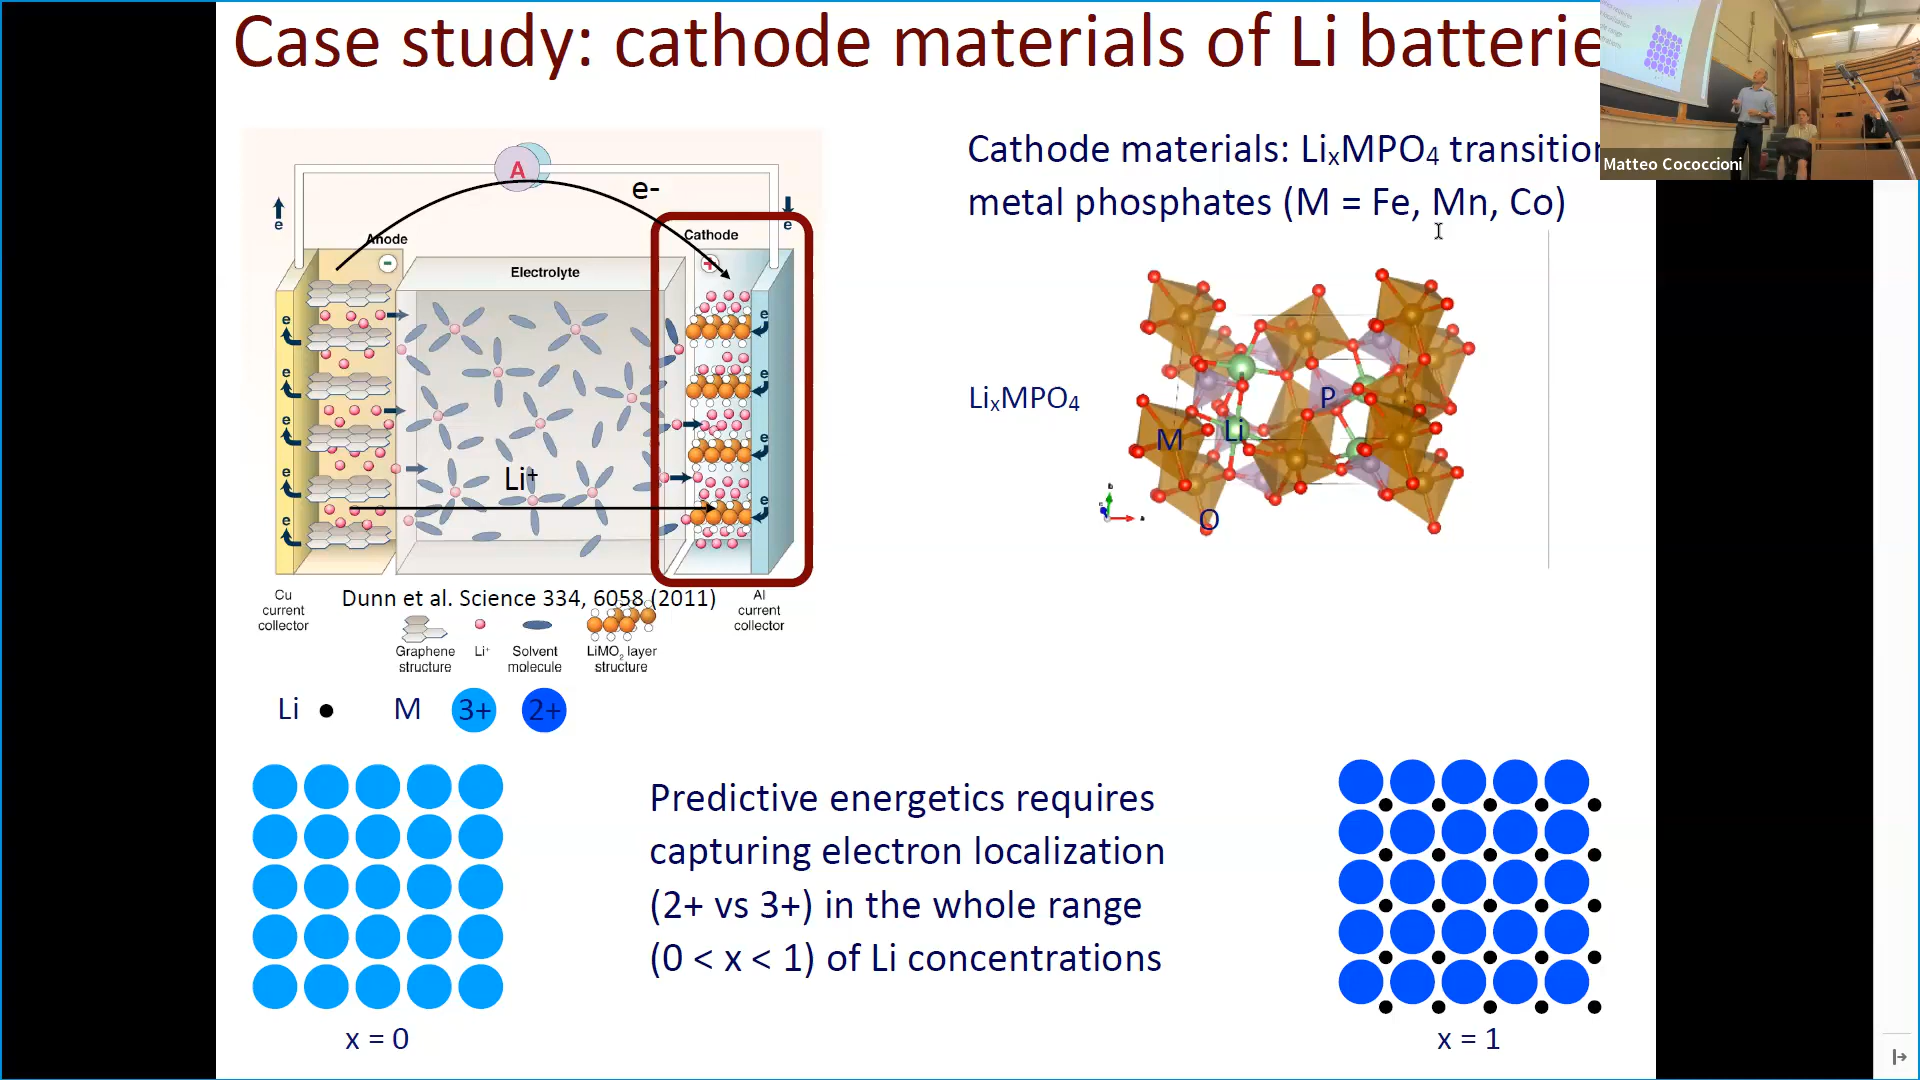 Case study: cathode materials of Li batterie
Matteo Cococcioni
Cathode materials: LiₓMPO₄ transition
metal phosphates (M = Fe, Mn, Co)
A
e-
e
e
Anode
Cathode
-
+
Electrolyte
e
e
e
e
e
e
e
e
e
Li⁺
Dunn et al. Science 334, 6058 (2011)
Cu
current
collector
Al
current
collector
Graphene
structure
Li⁺
Solvent
molecule
LiMO₂ layer
structure
LiₓMPO₄
P
M
Li
O
b
a
Li
M
3+
2+
Predictive energetics requires
capturing electron localization
(2+ vs 3+) in the whole range
(0 < x < 1) of Li concentrations
x = 0
x = 1